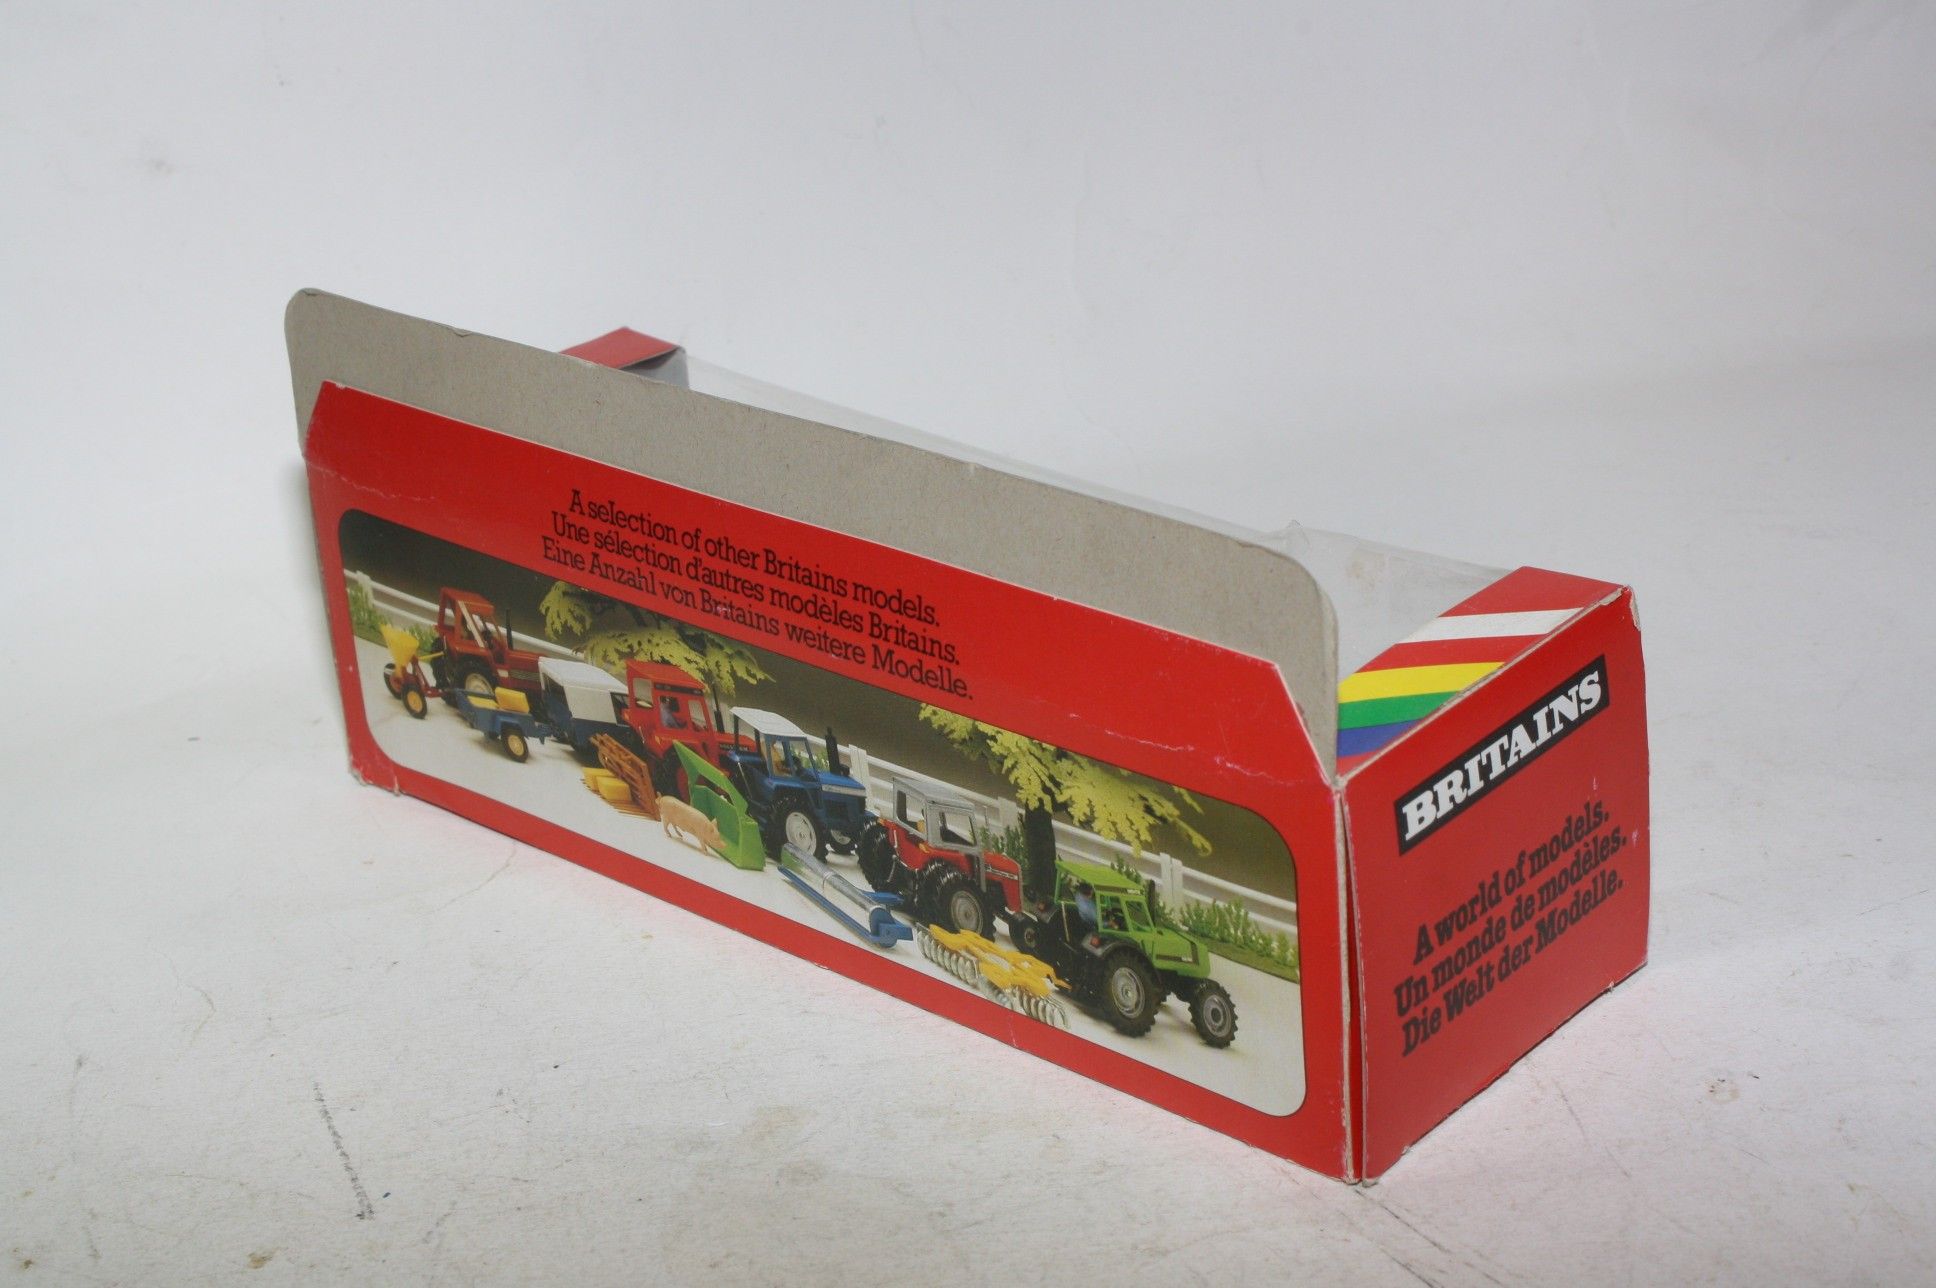 A selection of other Britains models.
Une sélection d'autres modèles Britains.
Eine Anzahl von Britains weitere Modelle.
BRITAINS
A world of models.
Un monde de modèles.
Die Welt der Modelle.